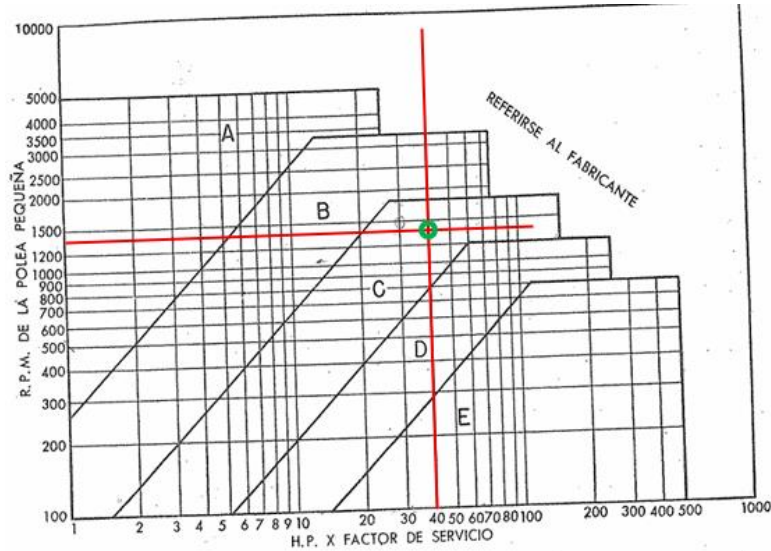 10000
5000
4000
3500
3000
2500
2000
1500
1200
1000
900
800
700
600
500
400
300
200
100
R.P.M. DE LA POLEA PEQUEÑA
A
B
C
D
E
REFERIRSE AL FABRICANTE
1 2 3 4 5 6 7 8 9 10 20 30 40 50 60 70 80 100 200 300 400 500 1000
H.P. X FACTOR DE SERVICIO